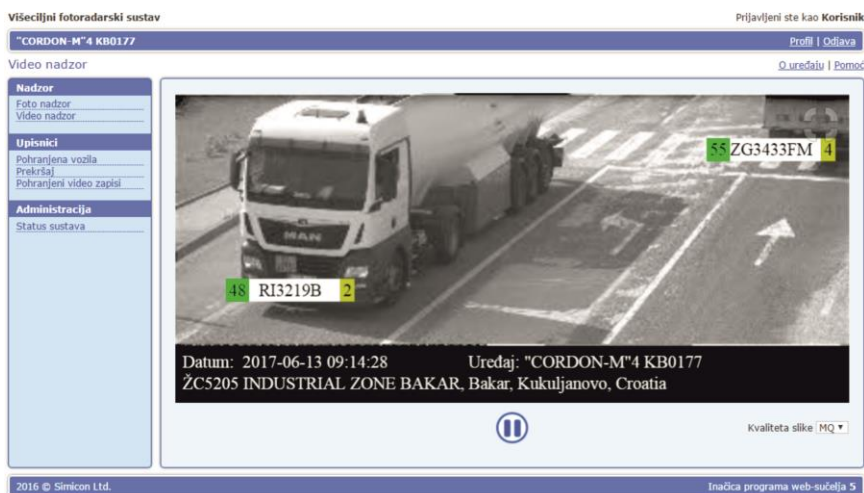 Višeciljni fotoradarski sustav
Prijavljeni ste kao Korisnik
"CORDON-M"4 KB0177
Profil | Odjava
Video nadzor
O uređaju | Pomoć
Nadzor
Foto nadzor
Video nadzor
Upisnici
Pohranjena vozila
Prekršaj
Pohranjeni video zapisi
Administracija
Status sustava
55 ZG3433FM 4
MAN
48 RI3219B 2
Datum: 2017-06-13 09:14:28 Uređaj: "CORDON-M"4 KB0177
ŽC5205 INDUSTRIAL ZONE BAKAR, Bakar, Kukuljanovo, Croatia
Kvaliteta slike MQ
2016 © Simicon Ltd.
Inačica programa web-sučelja 5